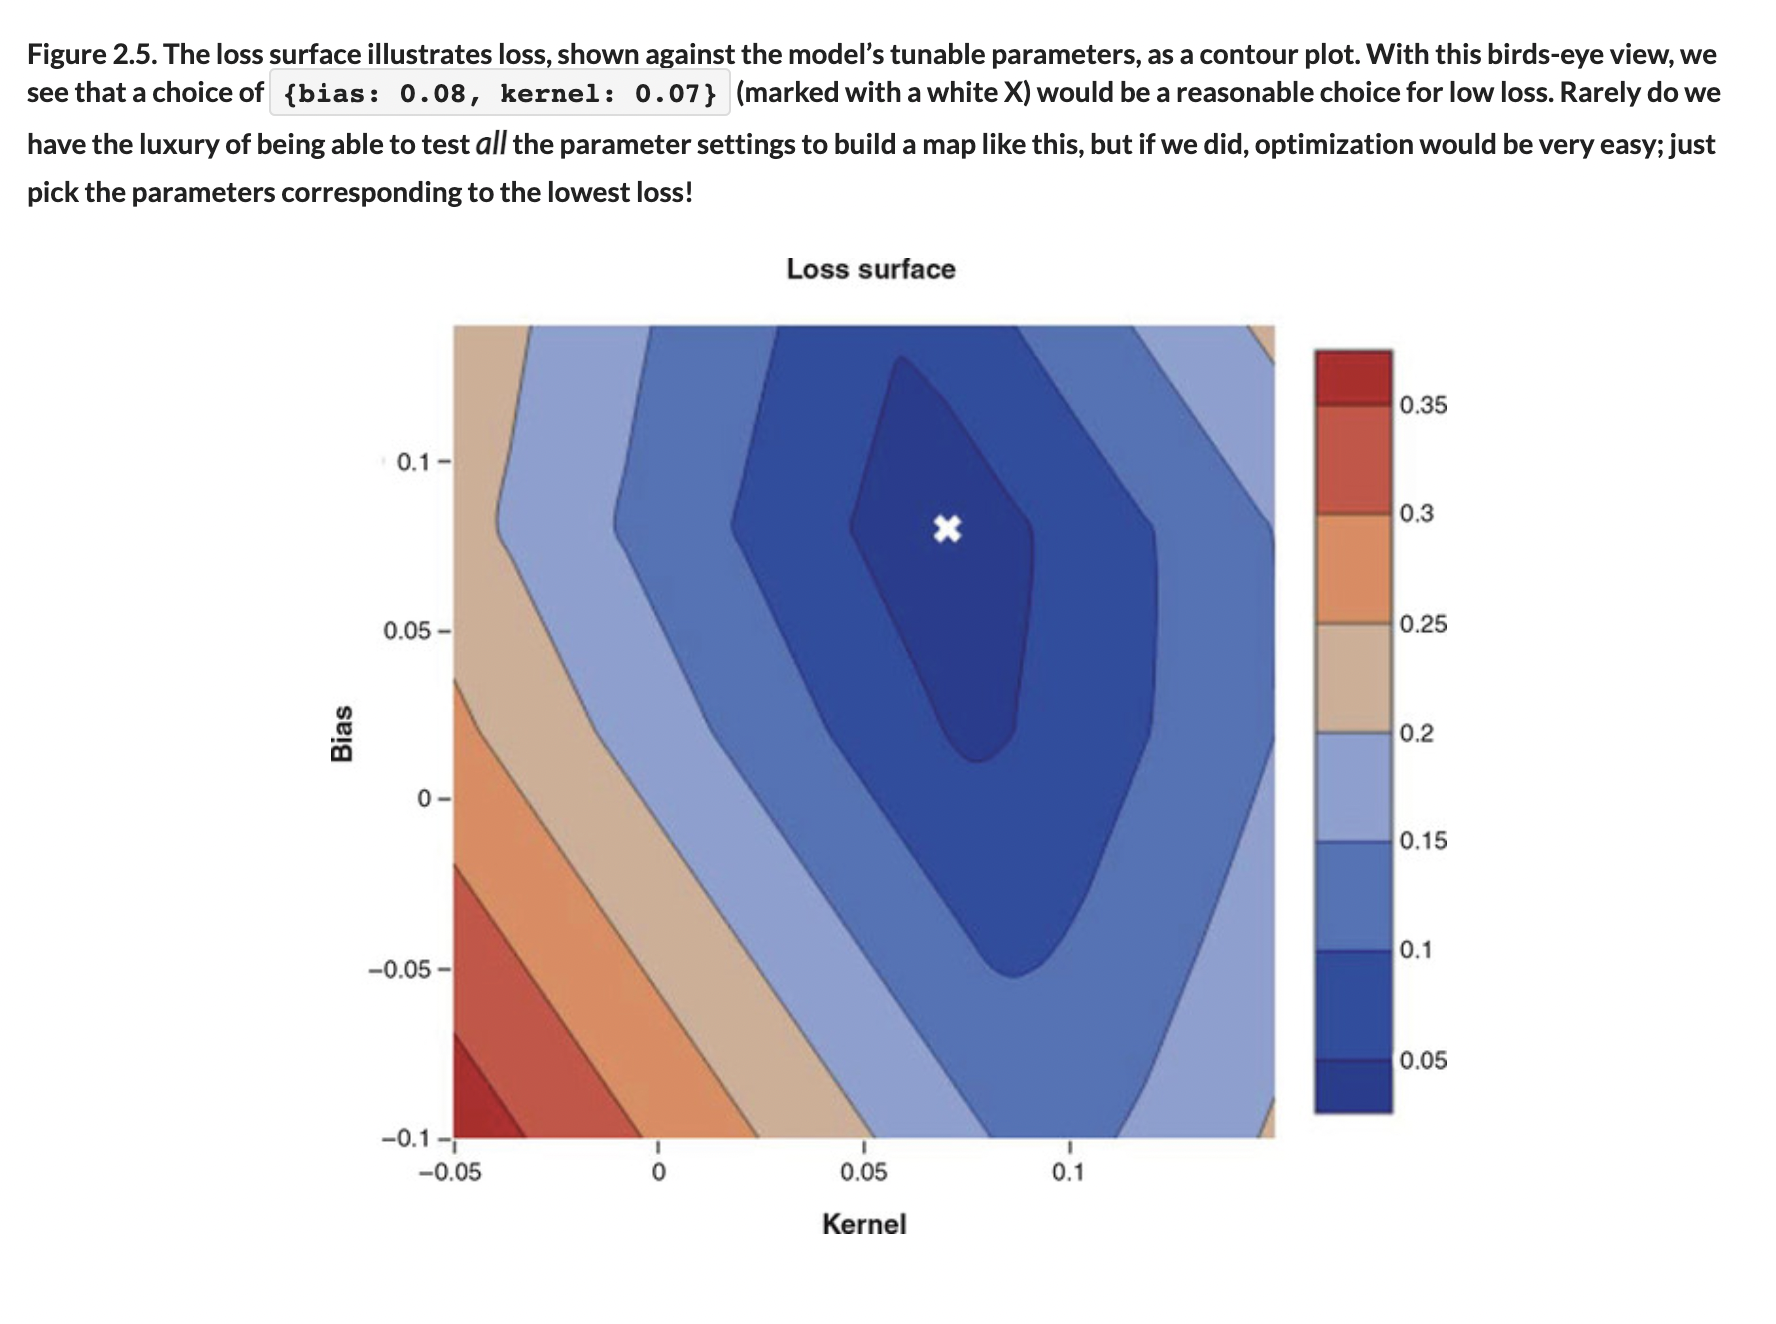 Figure 2.5. The loss surface illustrates loss, shown against the model’s tunable parameters, as a contour plot. With this birds-eye view, we
see that a choice of {bias: 0.08, kernel: 0.07} (marked with a white X) would be a reasonable choice for low loss. Rarely do we
have the luxury of being able to test all the parameter settings to build a map like this, but if we did, optimization would be very easy; just
pick the parameters corresponding to the lowest loss!
Loss surface
0.1
0.05
0
−0.05
−0.1
Bias
−0.05
0
0.05
0.1
Kernel
0.35
0.3
0.25
0.2
0.15
0.1
0.05